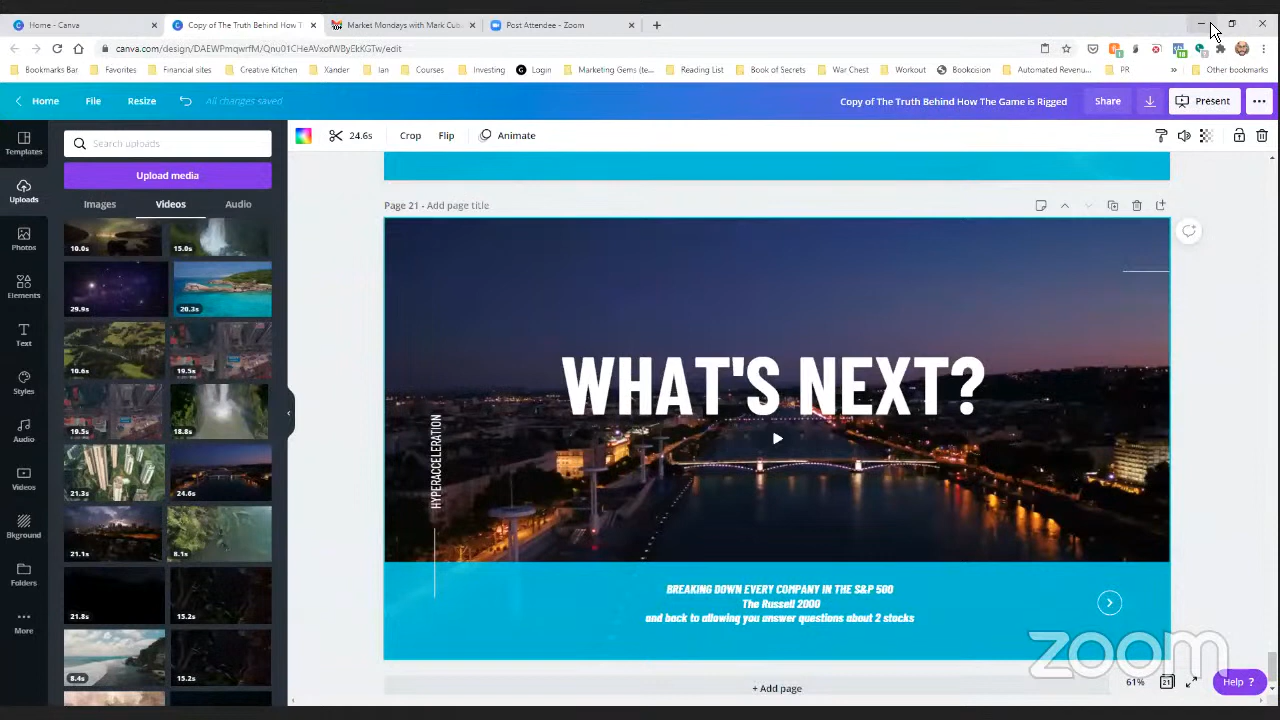 Home - Canva
Copy of The Truth Behind How T
Market Mondays with Mark Cub
Post Attendee - Zoom
canva.com/design/DAEWPmqwrfM/Qnu01CHeAVxofWByEkKGTw/edit
Bookmarks Bar
Favorites
Financial sites
Creative Kitchen
Xander
Ian
Courses
Investing
Login
Marketing Gems (te...
Reading List
Book of Secrets
War Chest
Workout
Bookcision
Automated Revenu...
PR
Other bookmarks
Home
File
Resize
All changes saved
Copy of The Truth Behind How The Game is Rigged
Share
Present
Templates
Uploads
Photos
Elements
Text
Styles
Audio
Videos
Bkground
Folders
More
Search uploads
Upload media
Images
Videos
Audio
10.0s
15.0s
29.9s
20.3s
10.6s
19.5s
19.5s
18.8s
21.3s
24.6s
21.1s
8.1s
21.8s
15.2s
8.4s
15.2s
24.6s
Crop
Flip
Animate
Page 21 - Add page title
WHAT'S NEXT?
HYPERACCELERATION
BREAKING DOWN EVERY COMPANY IN THE S&P 500
The Russell 2000
and back to allowing you answer questions about 2 stocks
zoom
+ Add page
61%
21
Help ?